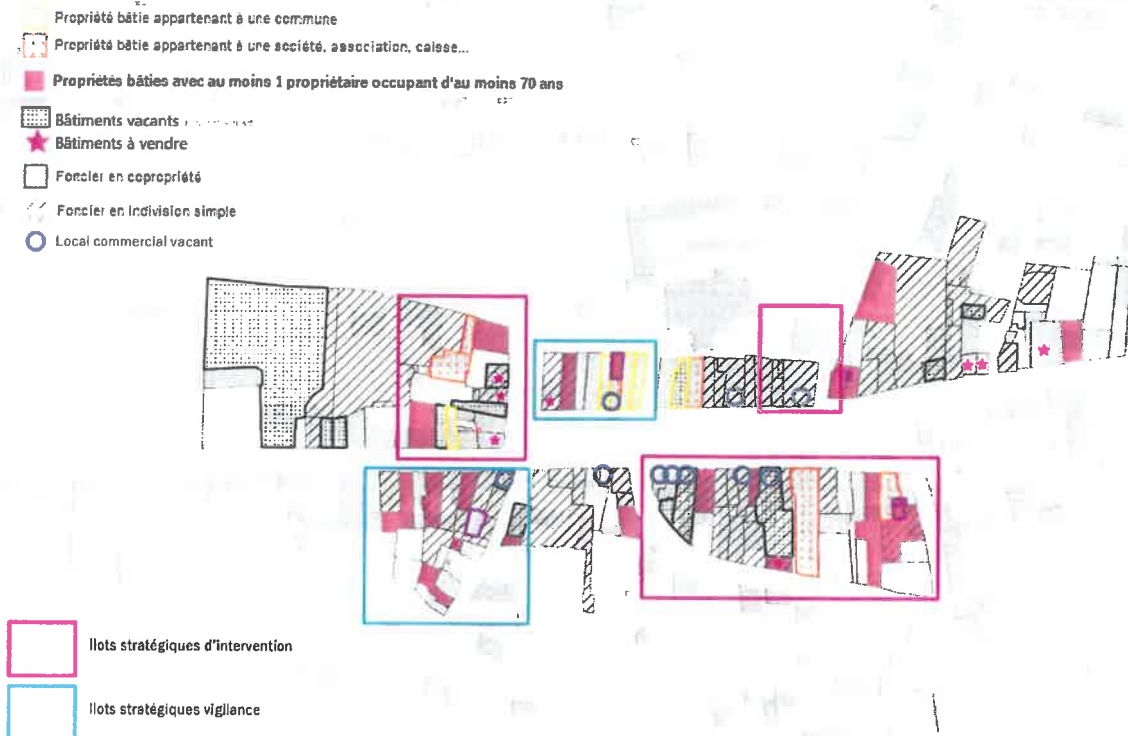 Propriété bâtie appartenant à une commune
Propriété bâtie appartenant à une société, association, caisse...
Propriétés bâties avec au moins 1 propriétaire occupant d'au moins 70 ans
Bâtiments vacants
Bâtiments à vendre
Foncier en copropriété
Foncier en indivision simple
Local commercial vacant
Ilots stratégiques d'intervention
Ilots stratégiques vigilance